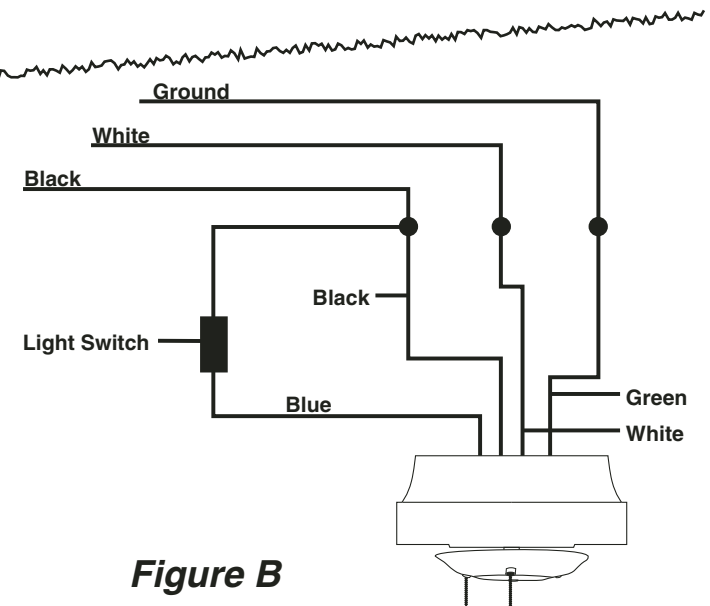 Ground
White
Black
Black
Light Switch
Blue
Green
White
Figure B